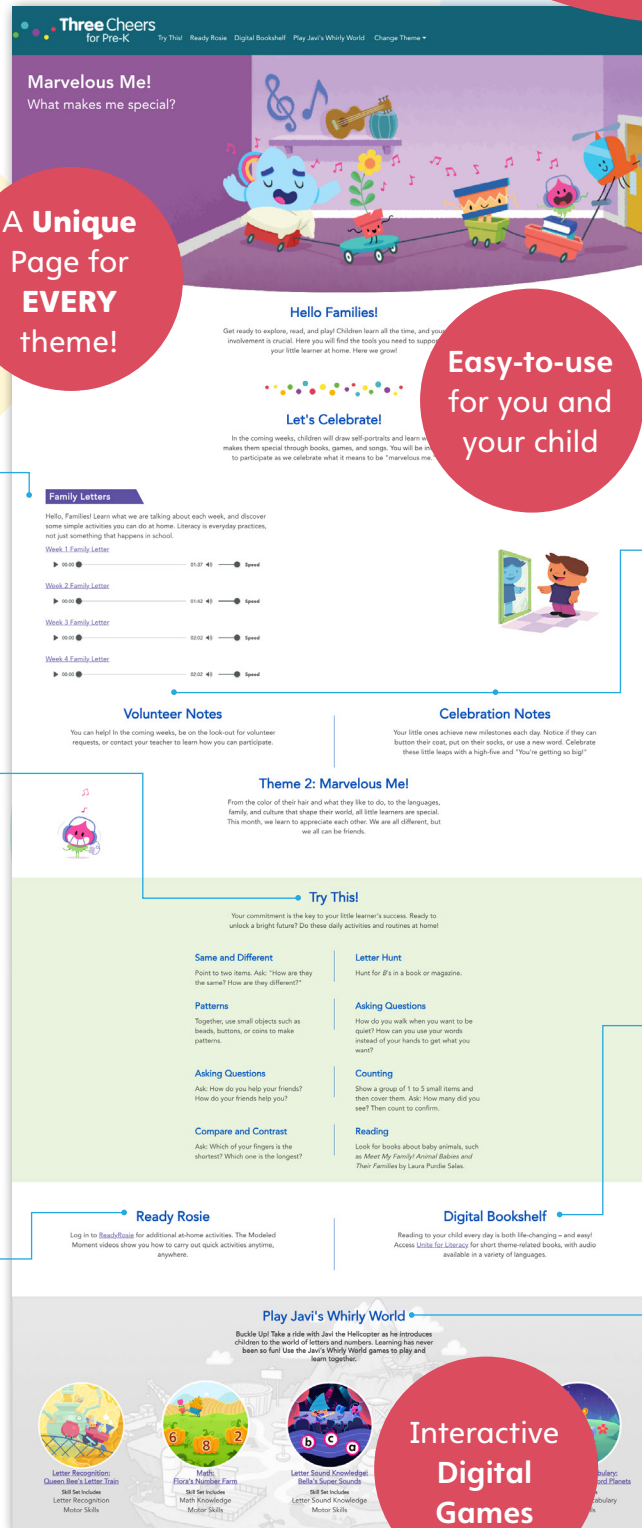 Three Cheers
for Pre-K
Try This!
Ready Rosie
Digital Bookshelf
Play Javi's Whirly World
Change Theme
Marvelous Me!
What makes me special?
A Unique
Page for
EVERY
theme!
Hello Families!
Get ready to explore, read, and play! Children learn all the time, and your
involvement is crucial. Here you will find the tools you need to support
your little learner at home. Here we grow!
Easy-to-use
for you and
your child
Let's Celebrate!
In the coming weeks, children will draw self-portraits and learn
makes them special through books, games, and songs. You will be
to participate as we celebrate what it means to be "marvelous me.
Family Letters
Hello, Families! Learn what we are talking about each week, and discover
some simple activities you can do at home. Literacy is everyday practices,
not just something that happens in school.
Week 1 Family Letter
00:00 01:37 Speed
Week 2 Family Letter
00:00 01:42 Speed
Week 3 Family Letter
00:00 02:02 Speed
Week 4 Family Letter
00:00 02:02 Speed
Volunteer Notes
You can help! In the coming weeks, be on the look-out for volunteer
requests, or contact your teacher to learn how you can participate.
Celebration Notes
Your little ones achieve new milestones each day. Notice if they can
button their coat, put on their socks, or use a new word. Celebrate
these little leaps with a high-five and "You're getting so big!"
Theme 2: Marvelous Me!
From the color of their hair and what they like to do, to the languages,
family, and culture that shape their world, all little learners are special.
This month, we learn to appreciate each other. We are all different, but
we all can be friends.
Try This!
Your commitment is the key to your little learner's success. Ready to
unlock a bright future? Do these daily activities and routines at home!
Same and Different
Point to two items. Ask: "How are they
the same? How are they different?"
Letter Hunt
Hunt for B's in a book or magazine.
Patterns
Together, use small objects such as
beads, buttons, or coins to make
patterns.
Asking Questions
How do you walk when you want to be
quiet? How can you use your words
instead of your hands to get what you
want?
Asking Questions
Ask: How do you help your friends?
How do your friends help you?
Counting
Show a group of 1 to 5 small items and
then cover them. Ask: How many did you
see? Then count to confirm.
Compare and Contrast
Ask: Which of your fingers is the
shortest? Which one is the longest?
Reading
Look for books about baby animals, such
as Meet My Family! Animal Babies and
Their Families by Laura Purdie Salas.
Ready Rosie
Log in to ReadyRosie for additional at-home activities. The Modeled
Moment videos show you how to carry out quick activities anytime,
anywhere.
Digital Bookshelf
Reading to your child every day is both life-changing – and easy!
Access Unite for Literacy for short theme-related books, with audio
available in a variety of languages.
Play Javi's Whirly World
Buckle Up! Take a ride with Javi the Helicopter as he introduces
children to the world of letters and numbers. Learning has never
been so fun! Use the Javi's Whirly World games to play and
learn together.
6 8 2
b c a
Letter Recognition:
Queen Bee's Letter Train
Skill Set Includes
Letter Recognition
Motor Skills
Math:
Flora's Number Farm
Skill Set Includes
Math Knowledge
Motor Skills
Letter Sound Knowledge:
Bella's Super Sounds
Skill Set Includes
Letter Sound Knowledge
Motor Skills
Interactive
Digital
Games
Planets